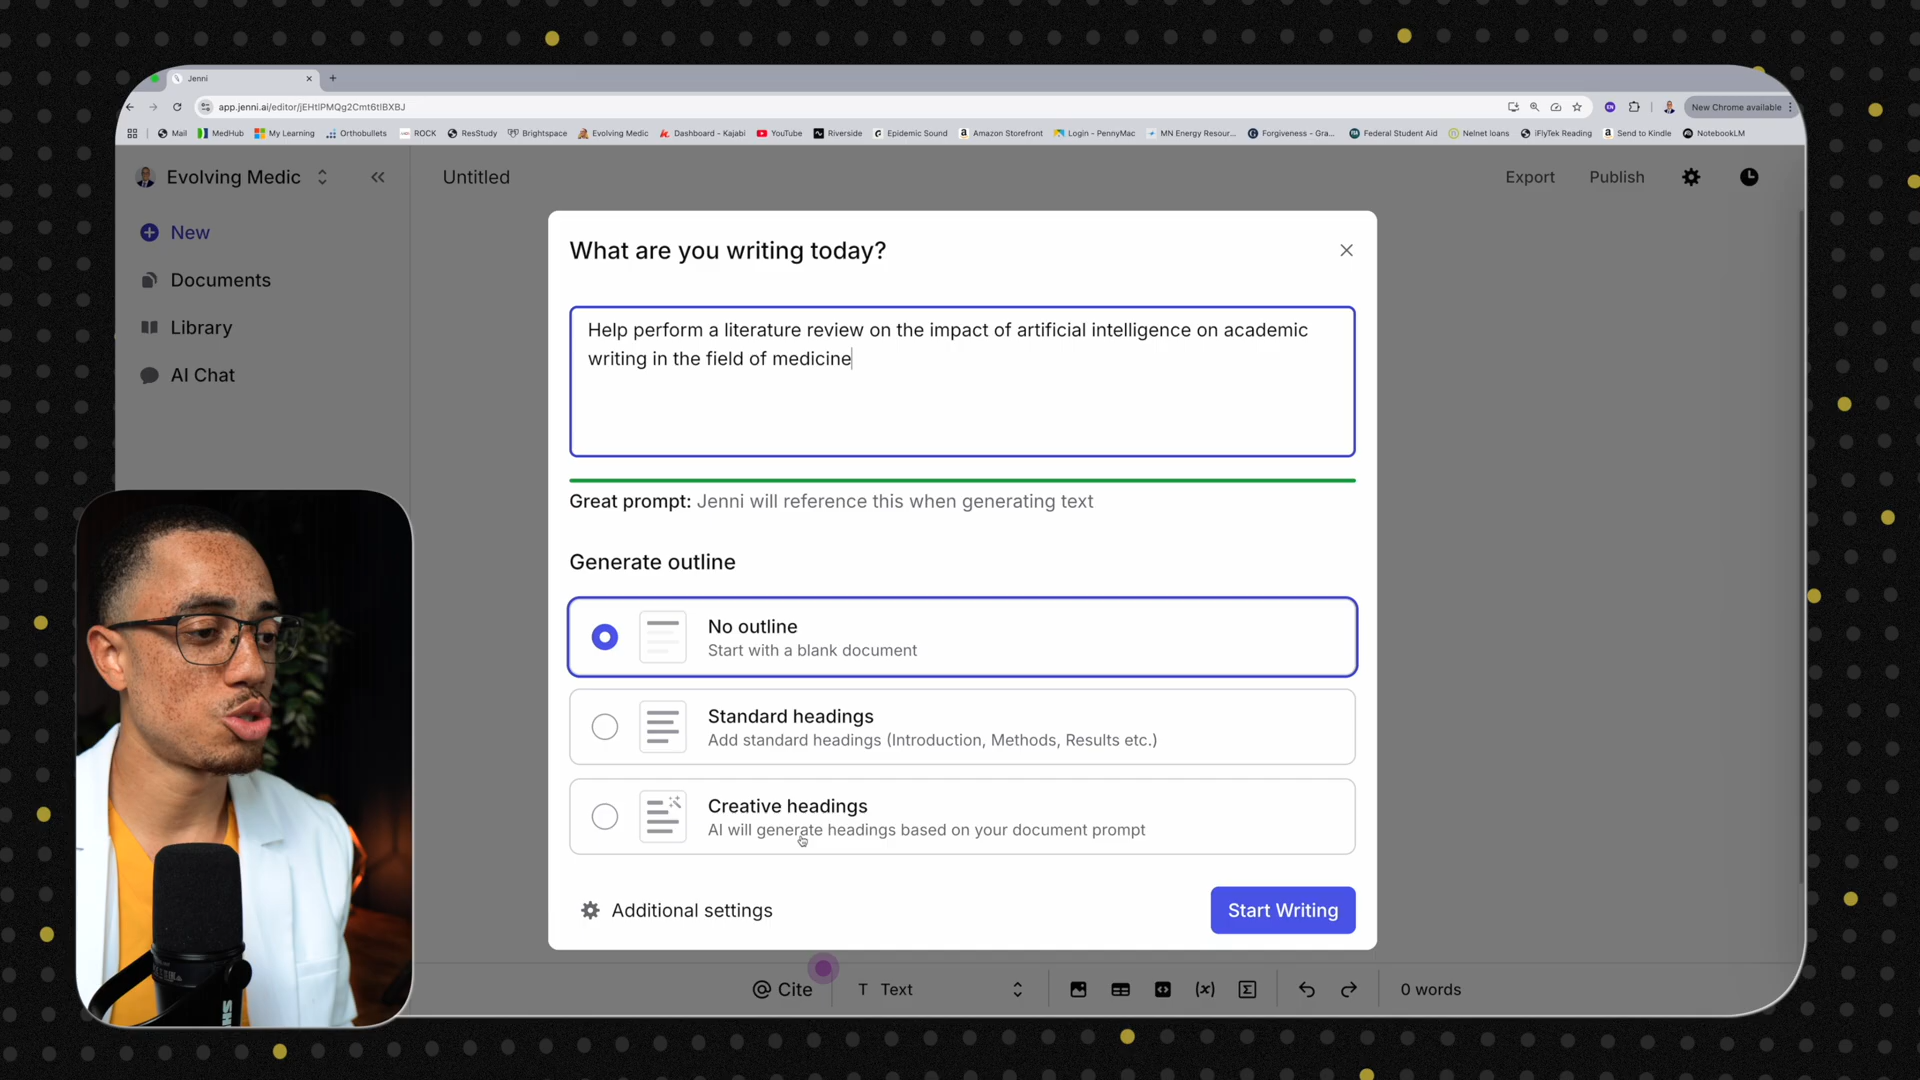 Jenni
app.jenni.ai/editor/jEHtlPMQg2Cmt6tIBXBJ
New Chrome available
Mail
MedHub
My Learning
Orthobullets
ROCK
ResStudy
Brightspace
Evolving Medic
Dashboard - Kajabi
YouTube
Riverside
Epidemic Sound
Amazon Storefront
Login - PennyMac
MN Energy Resour...
Forgiveness - Gra...
Federal Student Aid
Nelnet loans
iFlyTek Reading
Send to Kindle
NotebookLM
Evolving Medic
Untitled
Export
Publish
New
Documents
Library
AI Chat
What are you writing today?
Help perform a literature review on the impact of artificial intelligence on academic
writing in the field of medicine
Great prompt: Jenni will reference this when generating text
Generate outline
No outline
Start with a blank document
Standard headings
Add standard headings (Introduction, Methods, Results etc.)
Creative headings
AI will generate headings based on your document prompt
Additional settings
Start Writing
@ Cite
T Text
(x)
0 words